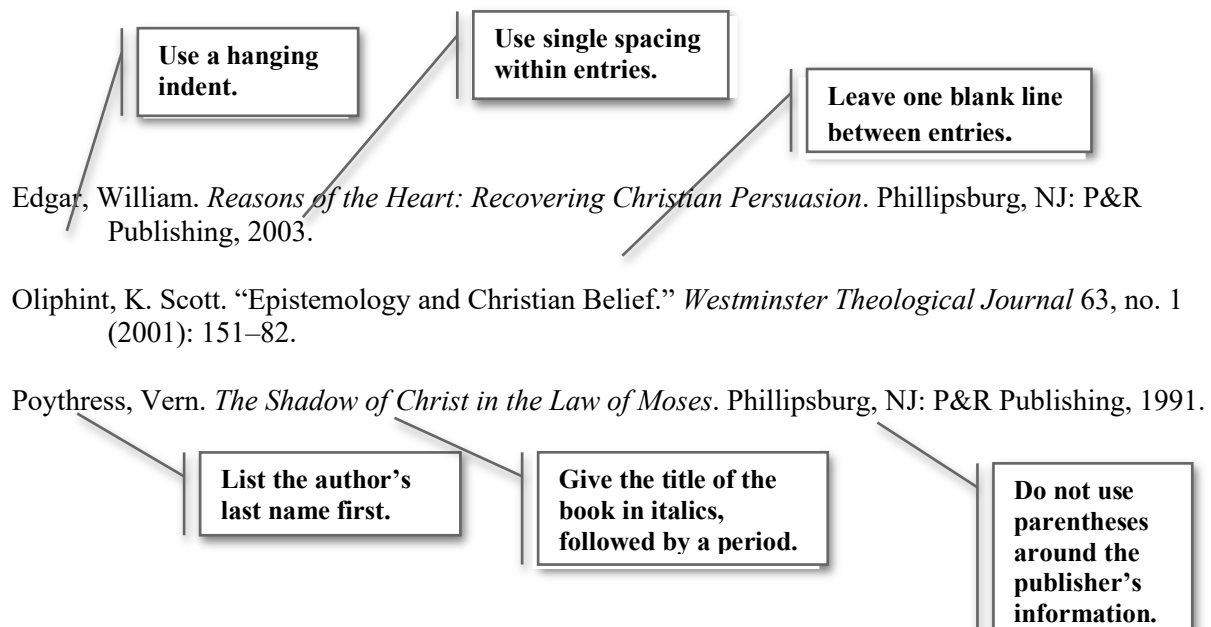 Use a hanging
indent.
Use single spacing
within entries.
Leave one blank line
between entries.
Edgar, William. Reasons of the Heart: Recovering Christian Persuasion. Phillipsburg, NJ: P&R
Publishing, 2003.
Oliphint, K. Scott. “Epistemology and Christian Belief.” Westminster Theological Journal 63, no. 1
(2001): 151–82.
Poythress, Vern. The Shadow of Christ in the Law of Moses. Phillipsburg, NJ: P&R Publishing, 1991.
List the author’s
last name first.
Give the title of the
book in italics,
followed by a period.
Do not use
parentheses
around the
publisher’s
information.